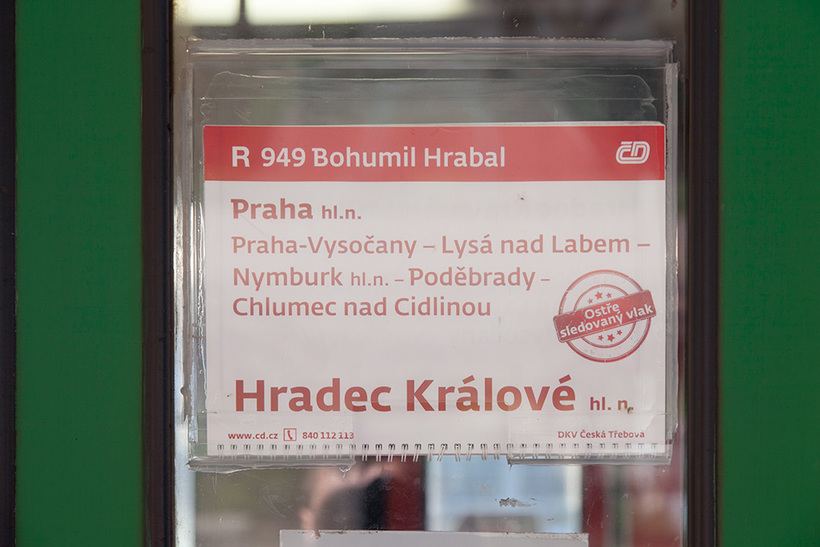 R 949 Bohumil Hrabal
ČD
Praha hl.n.
Praha-Vysočany – Lysá nad Labem –
Nymburk hl.n. – Poděbrady –
Chlumec nad Cidlinou
Ostře
sledovaný vlak
Hradec Králové hl. n.
www.cd.cz 840 112 113
DKV Česká Třebová